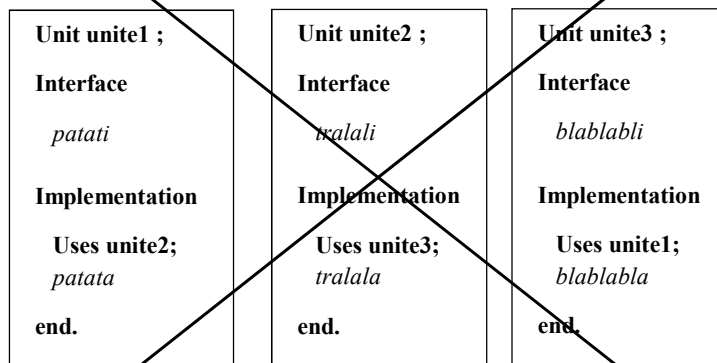 Unit unite1 ;
Interface
patati
Implementation
Uses unite2;
patata
end.
Unit unite2 ;
Interface
tralali
Implementation
Uses unite3;
tralala
end.
Unit unite3 ;
Interface
blablabli
Implementation
Uses unite1;
blablabla
end.